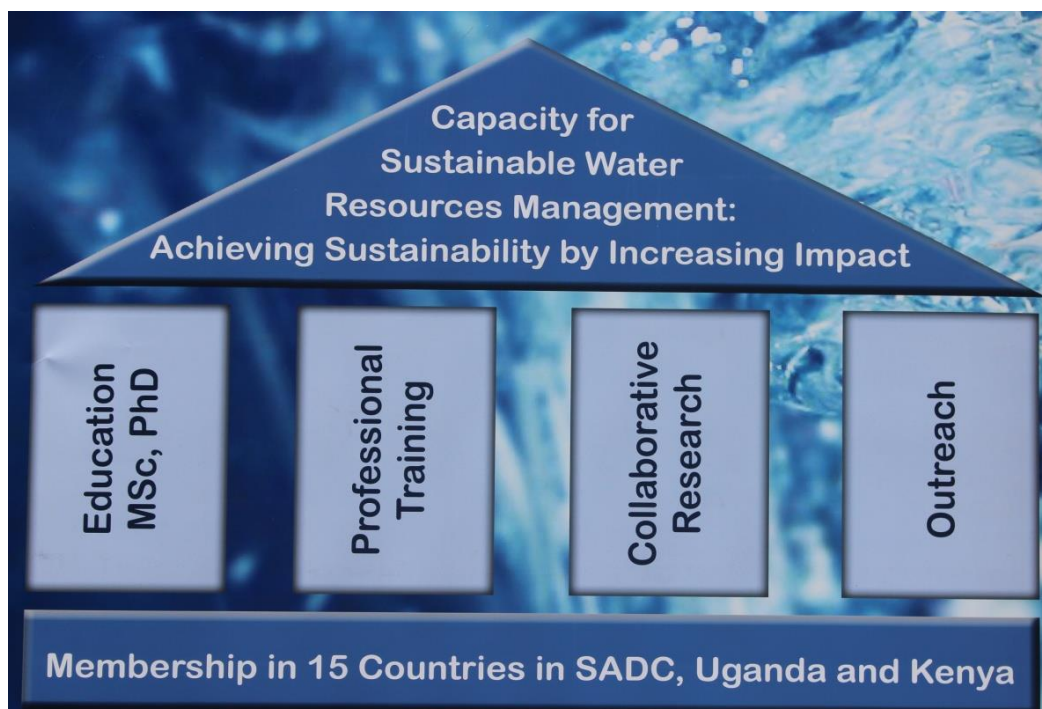 Capacity for
Sustainable Water
Resources Management:
Achieving Sustainability by Increasing Impact
Education
MSc, PhD
Professional
Training
Collaborative
Research
Outreach
Membership in 15 Countries in SADC, Uganda and Kenya